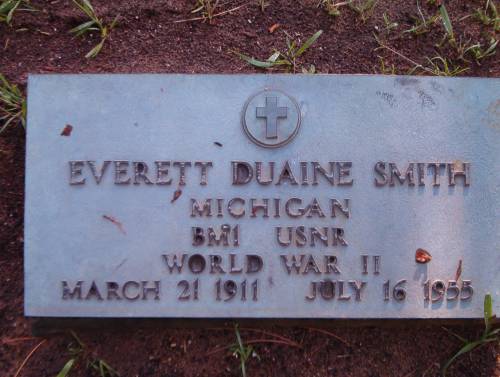 EVERETT DUAINE SMITH
MICHIGAN
BM1 USNR
WORLD WAR II
MARCH 21 1911 JULY 16 1955